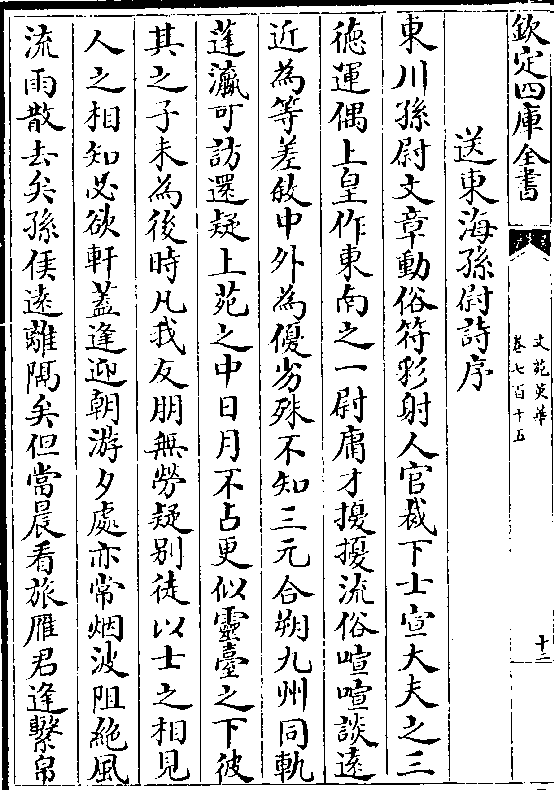 欽定四庫全書
文苑英華
卷七百十五
十二
送東海孫尉詩序
東川孫尉文章動俗符彩射人官裁下士宣大夫之三
徳運偶上皇作東南之一尉庸才擾擾流俗喧喧談遠
近為等差敘中外為優劣殊不知三元合朔九州同軌
蓬瀛可訪還疑上苑之中日月不占更似靈臺之下彼
其之子未為後時凡我友朋無勞疑别徒以士之相見
人之相知必欲軒蓋逢迎朝游夕處亦常烟波阻絶風
流雨散去矣孫侯遠離隔矣但當晨看旅雁君逢繫帛